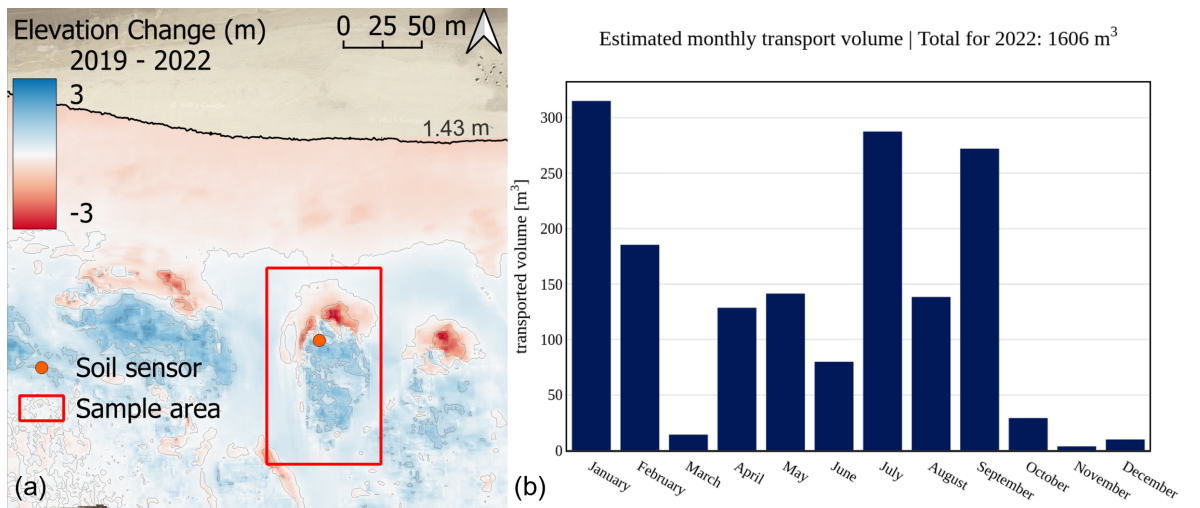 Elevation Change (m)
2019 - 2022
3
-3
0 25 50 m
1.43 m
Soil sensor
Sample area
(a)
Estimated monthly transport volume | Total for 2022: 1606 m³
transported volume [m³]
300
250
200
150
100
50
0
January
February
March
April
May
June
July
August
September
October
November
December
(b)